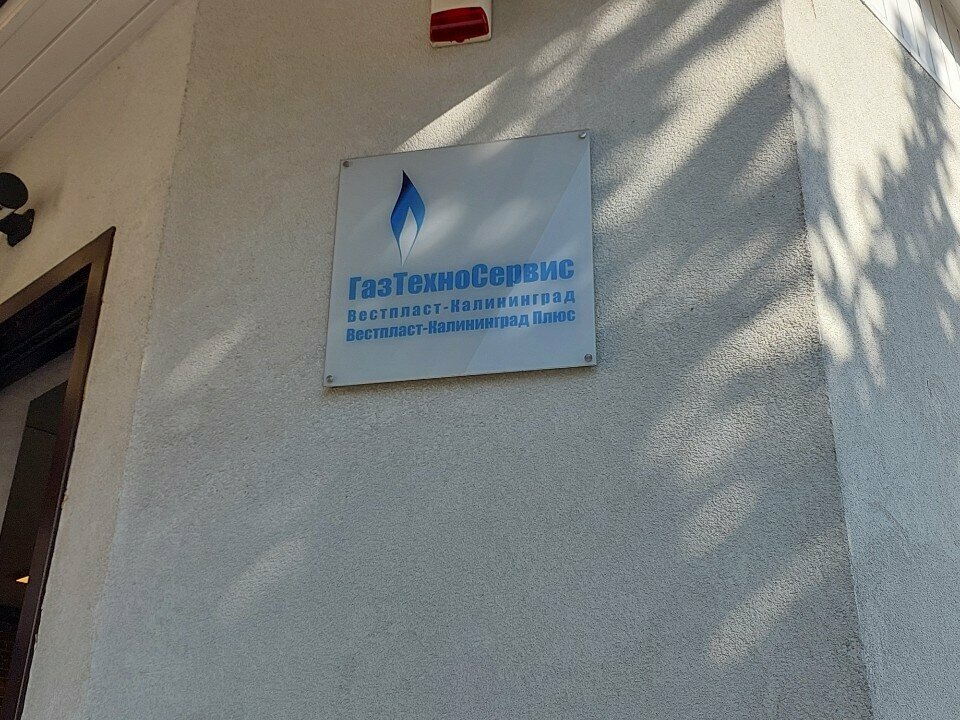 ГазТехноСервис
Вестпласт-Калининград
Вестпласт-Калининград Плюс